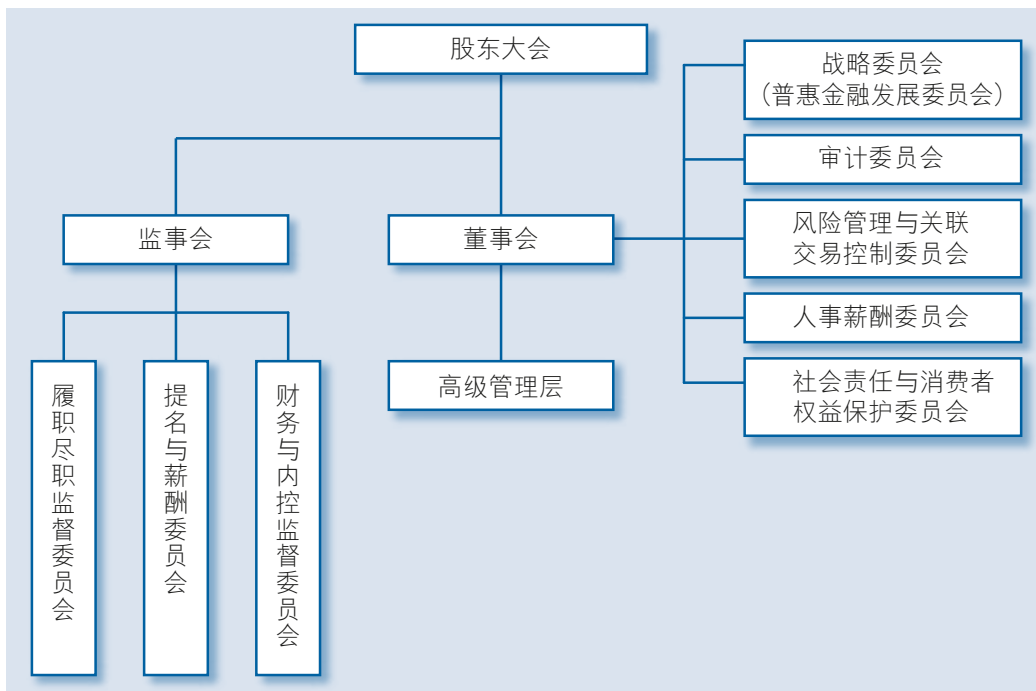 股东大会
战略委员会
（普惠金融发展委员会）
审计委员会
监事会
董事会
风险管理与关联
交易控制委员会
人事薪酬委员会
高级管理层
社会责任与消费者
权益保护委员会
履职尽职监督委员会
提名与薪酬委员会
财务与内控监督委员会